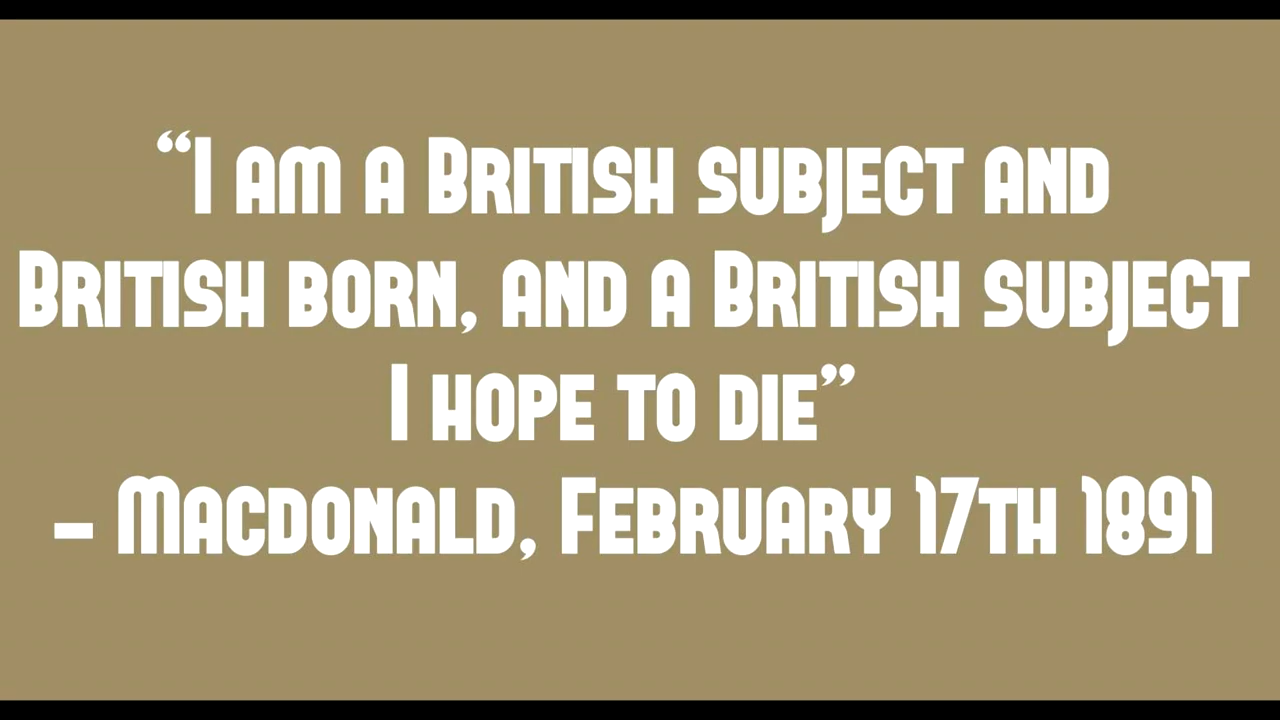 “I am a British subject and
British born, and a British subject
I hope to die”
– Macdonald, February 17th 1891